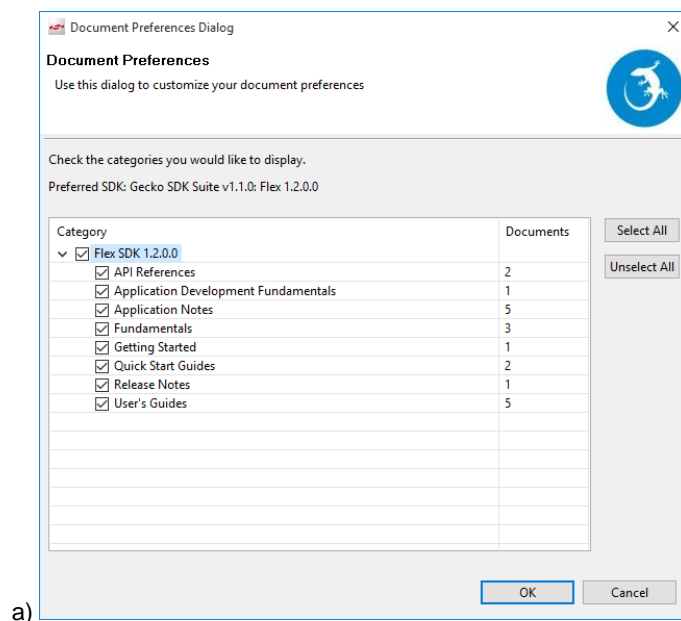 Document Preferences Dialog
Document Preferences
Use this dialog to customize your document preferences
Check the categories you would like to display.
Preferred SDK: Gecko SDK Suite v1.1.0: Flex 1.2.0.0
Category Documents
Flex SDK 1.2.0.0
API References 2
Application Development Fundamentals 1
Application Notes 5
Fundamentals 3
Getting Started 1
Quick Start Guides 2
Release Notes 1
User's Guides 5
Select All
Unselect All
OK Cancel
a)